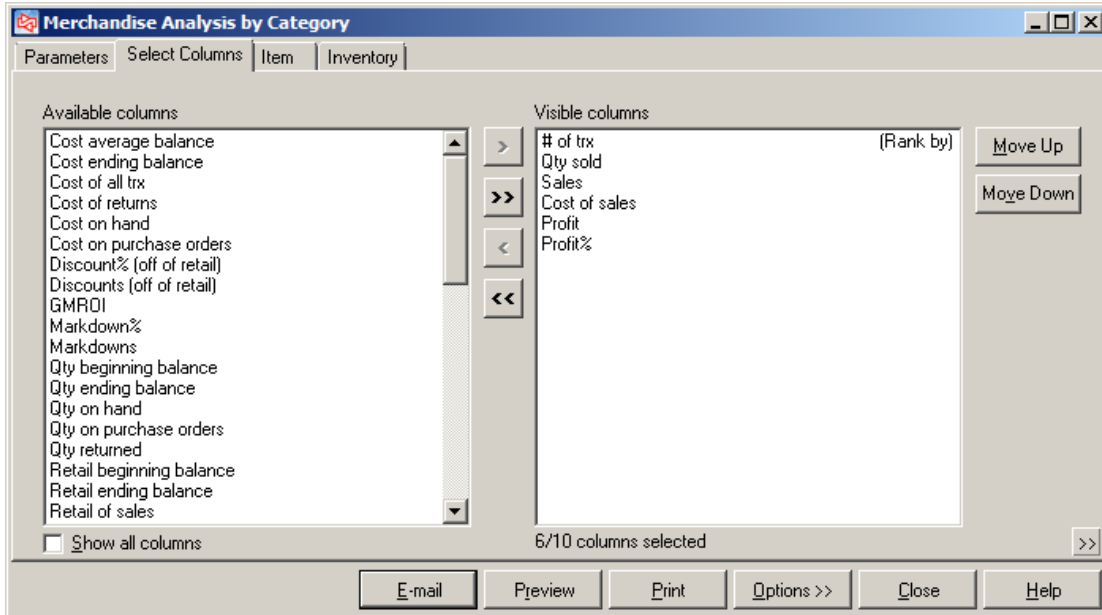 Merchandise Analysis by Category
Parameters Select Columns Item Inventory
Available columns
Cost average balance
Cost ending balance
Cost of all trx
Cost of returns
Cost on hand
Cost on purchase orders
Discount% (off of retail)
Discounts (off of retail)
GMROI
Markdown%
Markdowns
Qty beginning balance
Qty ending balance
Qty on hand
Qty on purchase orders
Qty returned
Retail beginning balance
Retail ending balance
Retail of sales
Show all columns
>
>>
<
<<
Visible columns
# of trx (Rank by)
Qty sold
Sales
Cost of sales
Profit
Profit%
6/10 columns selected
Move Up
Move Down
>>
E-mail Preview Print Options >> Close Help